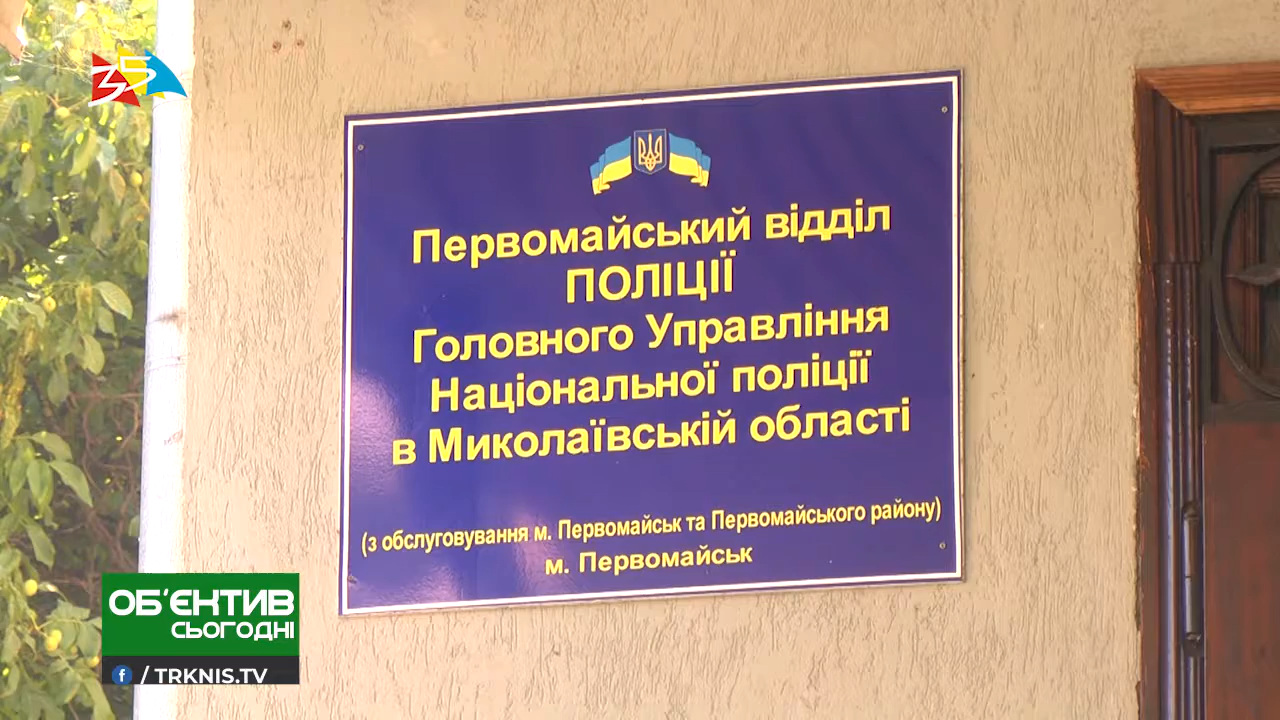 35
Первомайський відділ
ПОЛІЦІЇ
Головного Управління
Національної поліції
в Миколаївській області
(з обслуговування м. Первомайськ та Первомайського району)
м. Первомайськ
ОБ'ЄКТИВ
СЬОГОДНІ
f / TRKNIS.TV